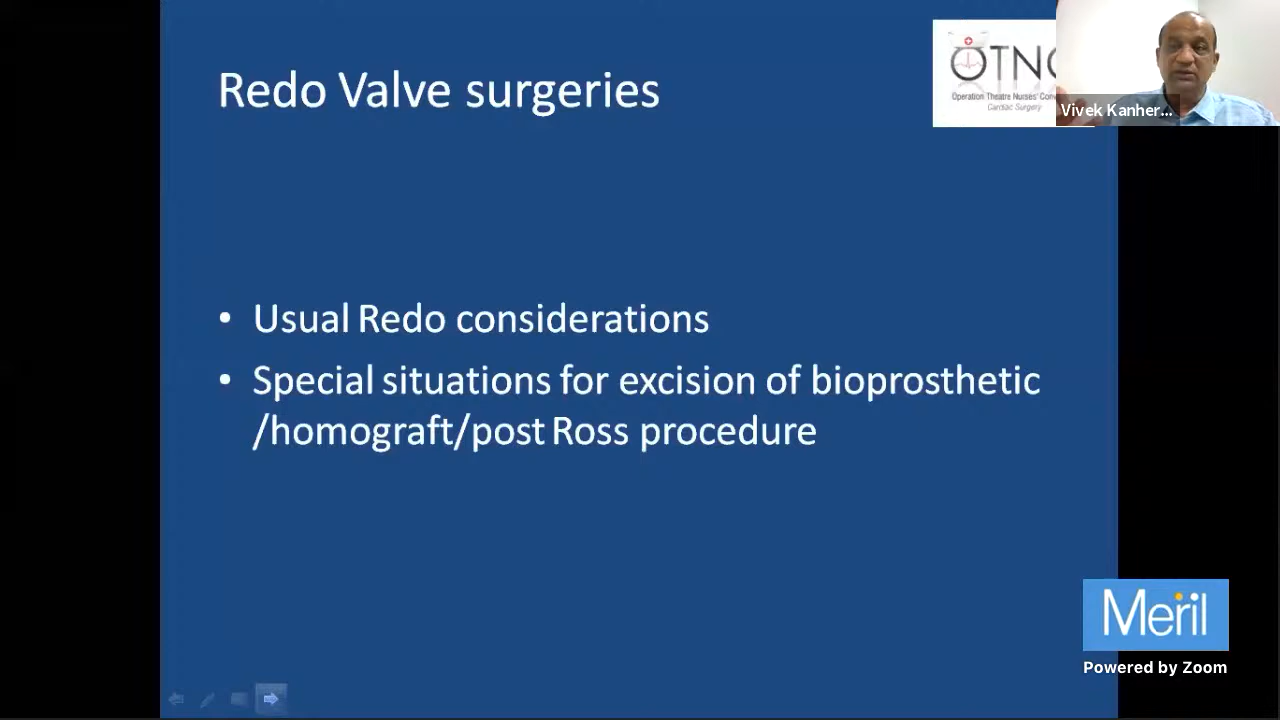 Redo Valve surgeries
OTNC
Operation Theatre Nurses'
Cardiac Surgery
Vivek Kanher...
• Usual Redo considerations
• Special situations for excision of bioprosthetic
/homograft/post Ross procedure
Meril
Powered by Zoom